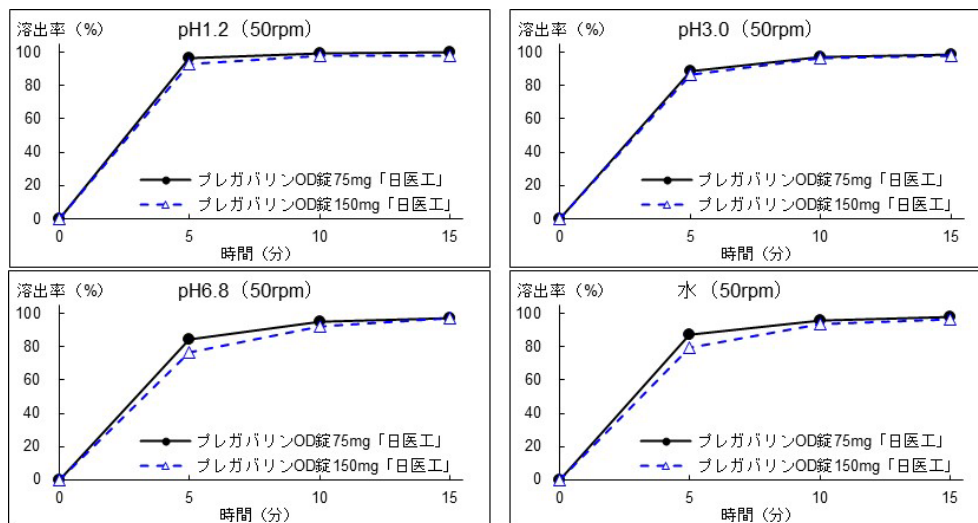 溶出率（%） pH1.2（50rpm）
100
80
60
40
20
0
プレガバリンOD錠75mg「日医工」
プレガバリンOD錠150mg「日医工」
0 5 10 15
時間（分）
溶出率（%） pH3.0（50rpm）
100
80
60
40
20
0
プレガバリンOD錠75mg「日医工」
プレガバリンOD錠150mg「日医工」
0 5 10 15
時間（分）
溶出率（%） pH6.8（50rpm）
100
80
60
40
20
0
プレガバリンOD錠75mg「日医工」
プレガバリンOD錠150mg「日医工」
0 5 10 15
時間（分）
溶出率（%） 水（50rpm）
100
80
60
40
20
0
プレガバリンOD錠75mg「日医工」
プレガバリンOD錠150mg「日医工」
0 5 10 15
時間（分）